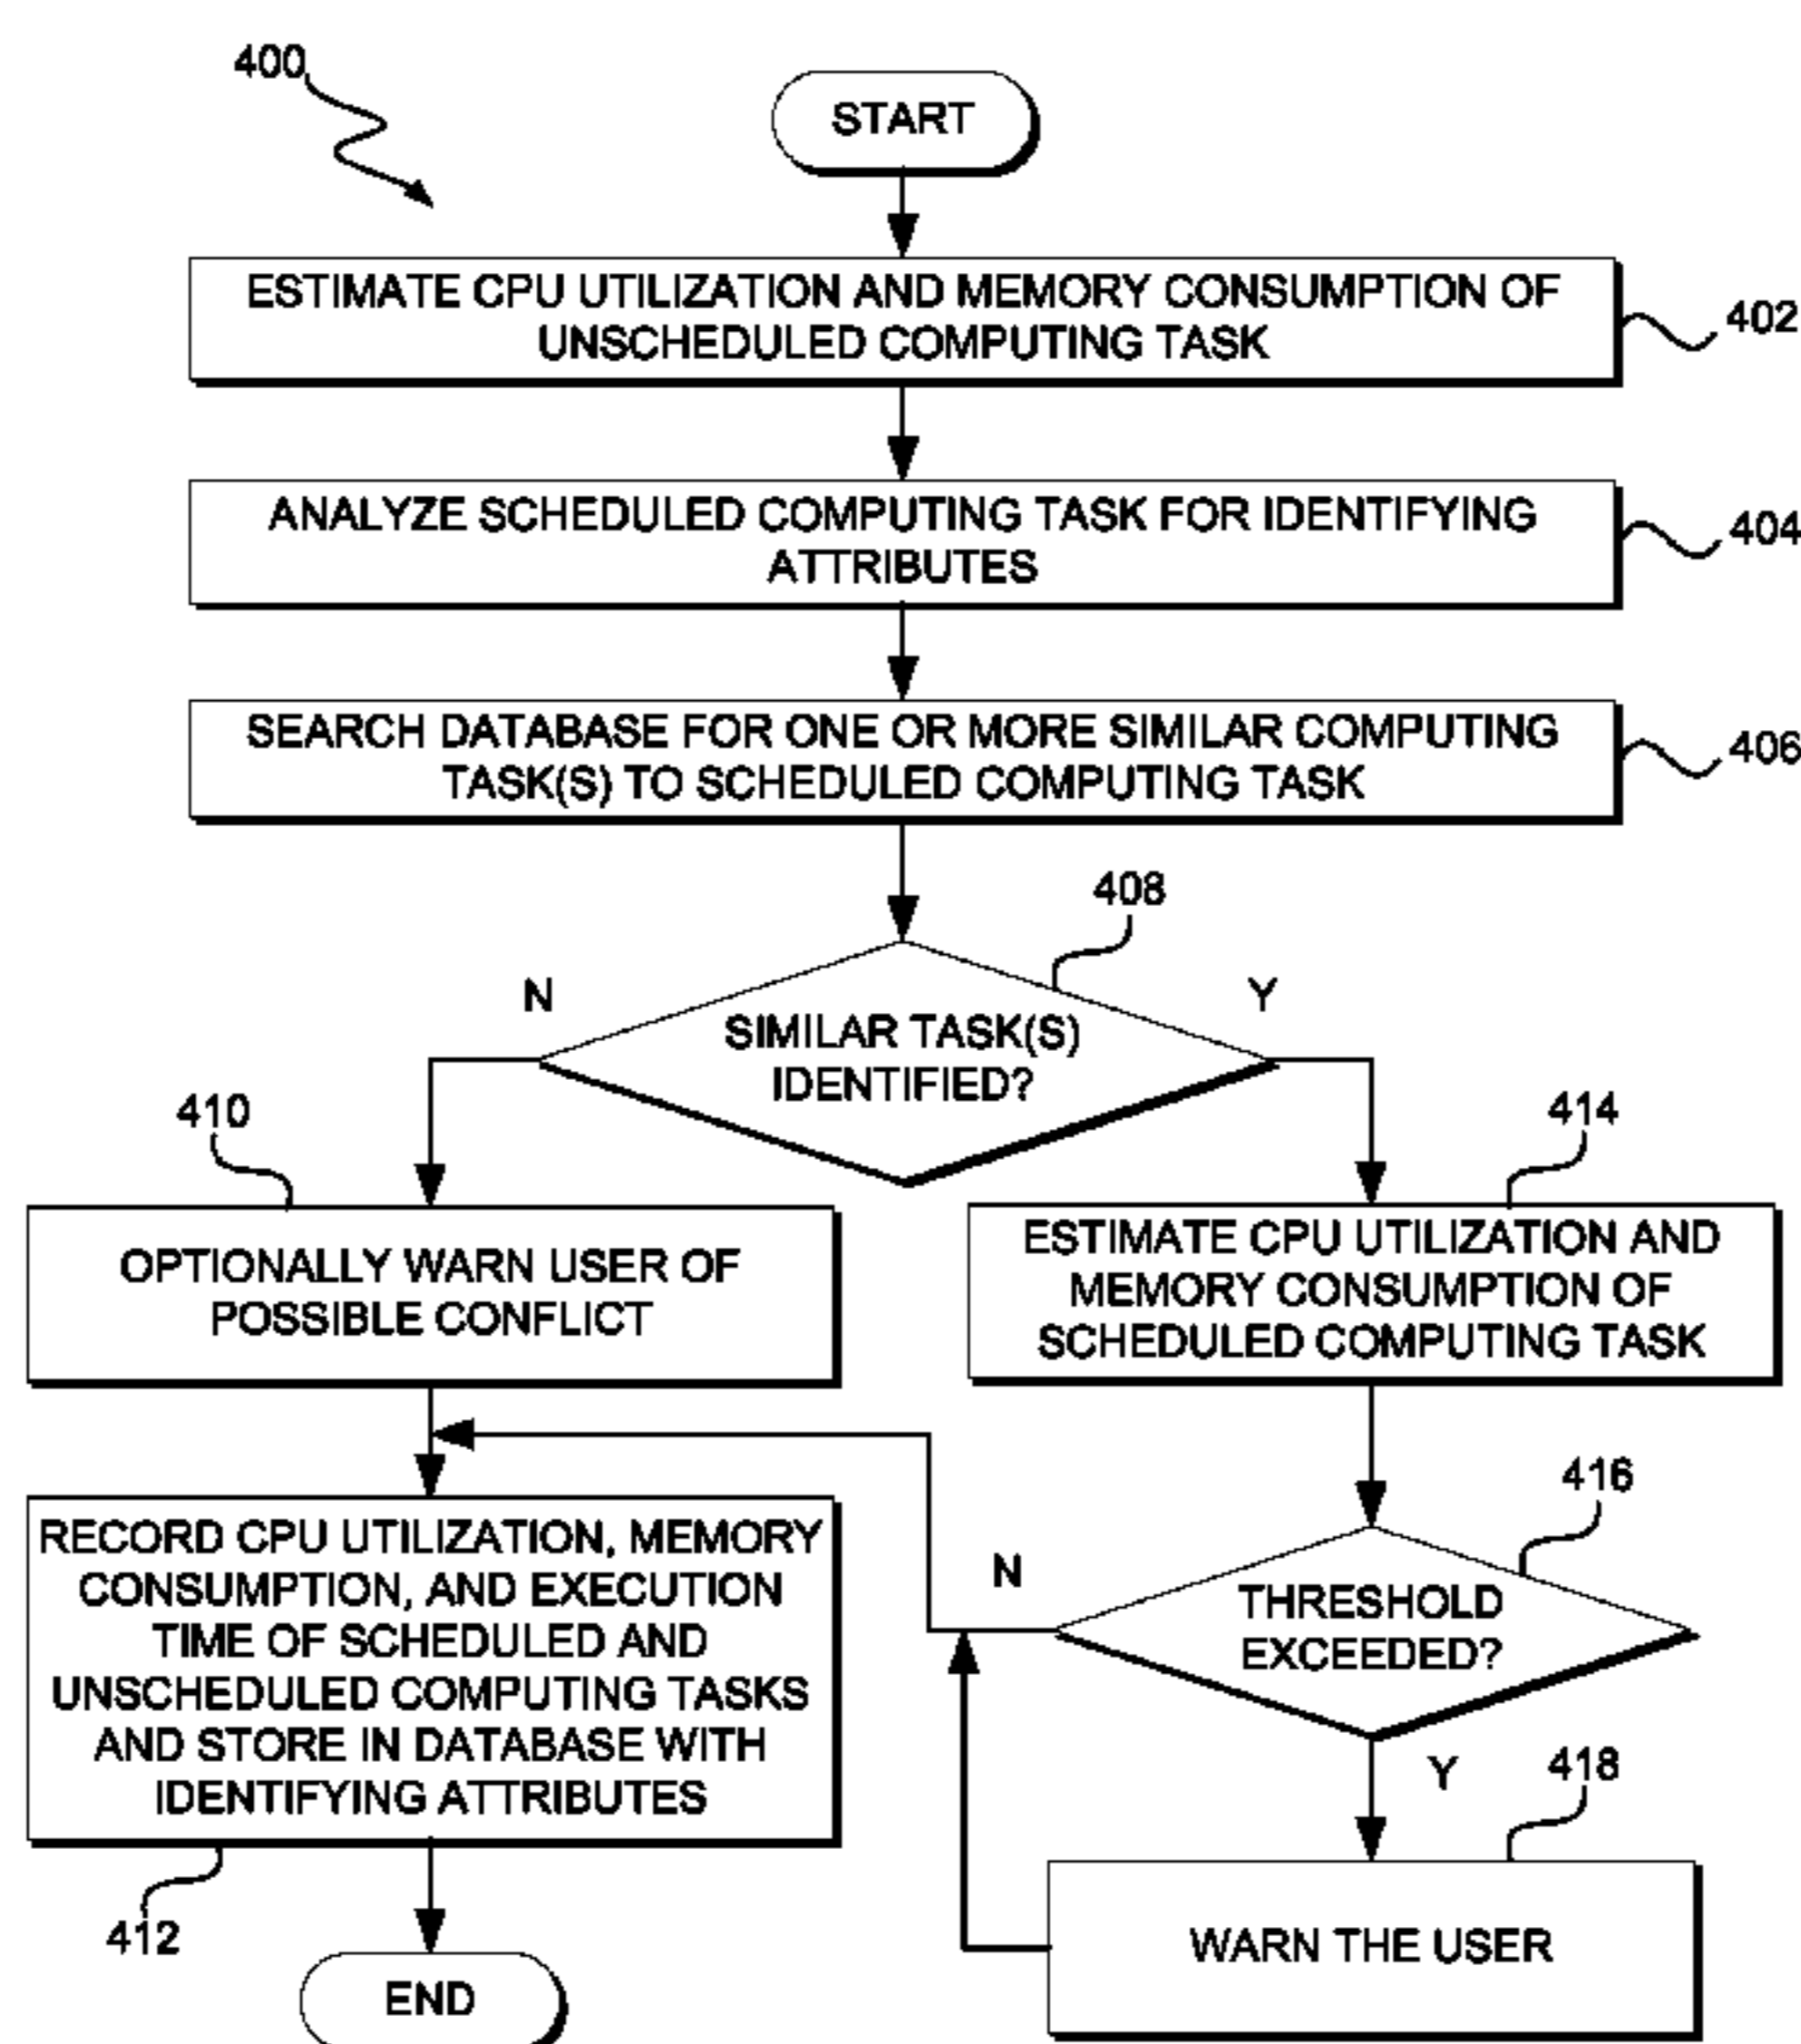 400
START
ESTIMATE CPU UTILIZATION AND MEMORY CONSUMPTION OF
UNSCHEDULED COMPUTING TASK
402
ANALYZE SCHEDULED COMPUTING TASK FOR IDENTIFYING
ATTRIBUTES
404
SEARCH DATABASE FOR ONE OR MORE SIMILAR COMPUTING
TASK(S) TO SCHEDULED COMPUTING TASK
406
408
N
Y
SIMILAR TASK(S)
IDENTIFIED?
410
OPTIONALLY WARN USER OF
POSSIBLE CONFLICT
414
ESTIMATE CPU UTILIZATION AND
MEMORY CONSUMPTION OF
SCHEDULED COMPUTING TASK
416
N
THRESHOLD
EXCEEDED?
Y
RECORD CPU UTILIZATION, MEMORY
CONSUMPTION, AND EXECUTION
TIME OF SCHEDULED AND
UNSCHEDULED COMPUTING TASKS
AND STORE IN DATABASE WITH
IDENTIFYING ATTRIBUTES
412
418
WARN THE USER
END